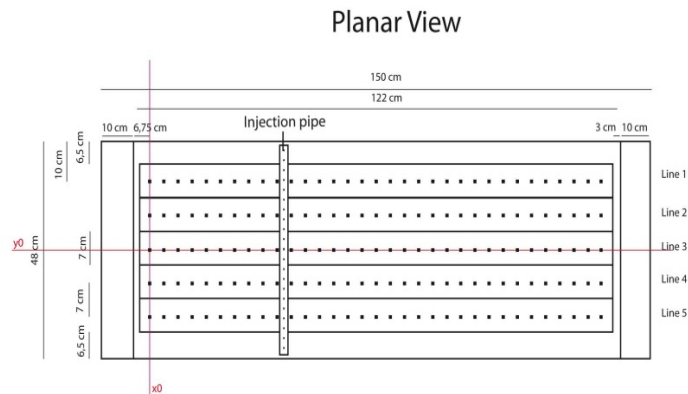 Planar View
150 cm
122 cm
10 cm 6,75 cm Injection pipe 3 cm 10 cm
6,5 cm
10 cm
Line 1
Line 2
y0
48 cm
7 cm
Line 3
Line 4
7 cm
Line 5
6,5 cm
x0